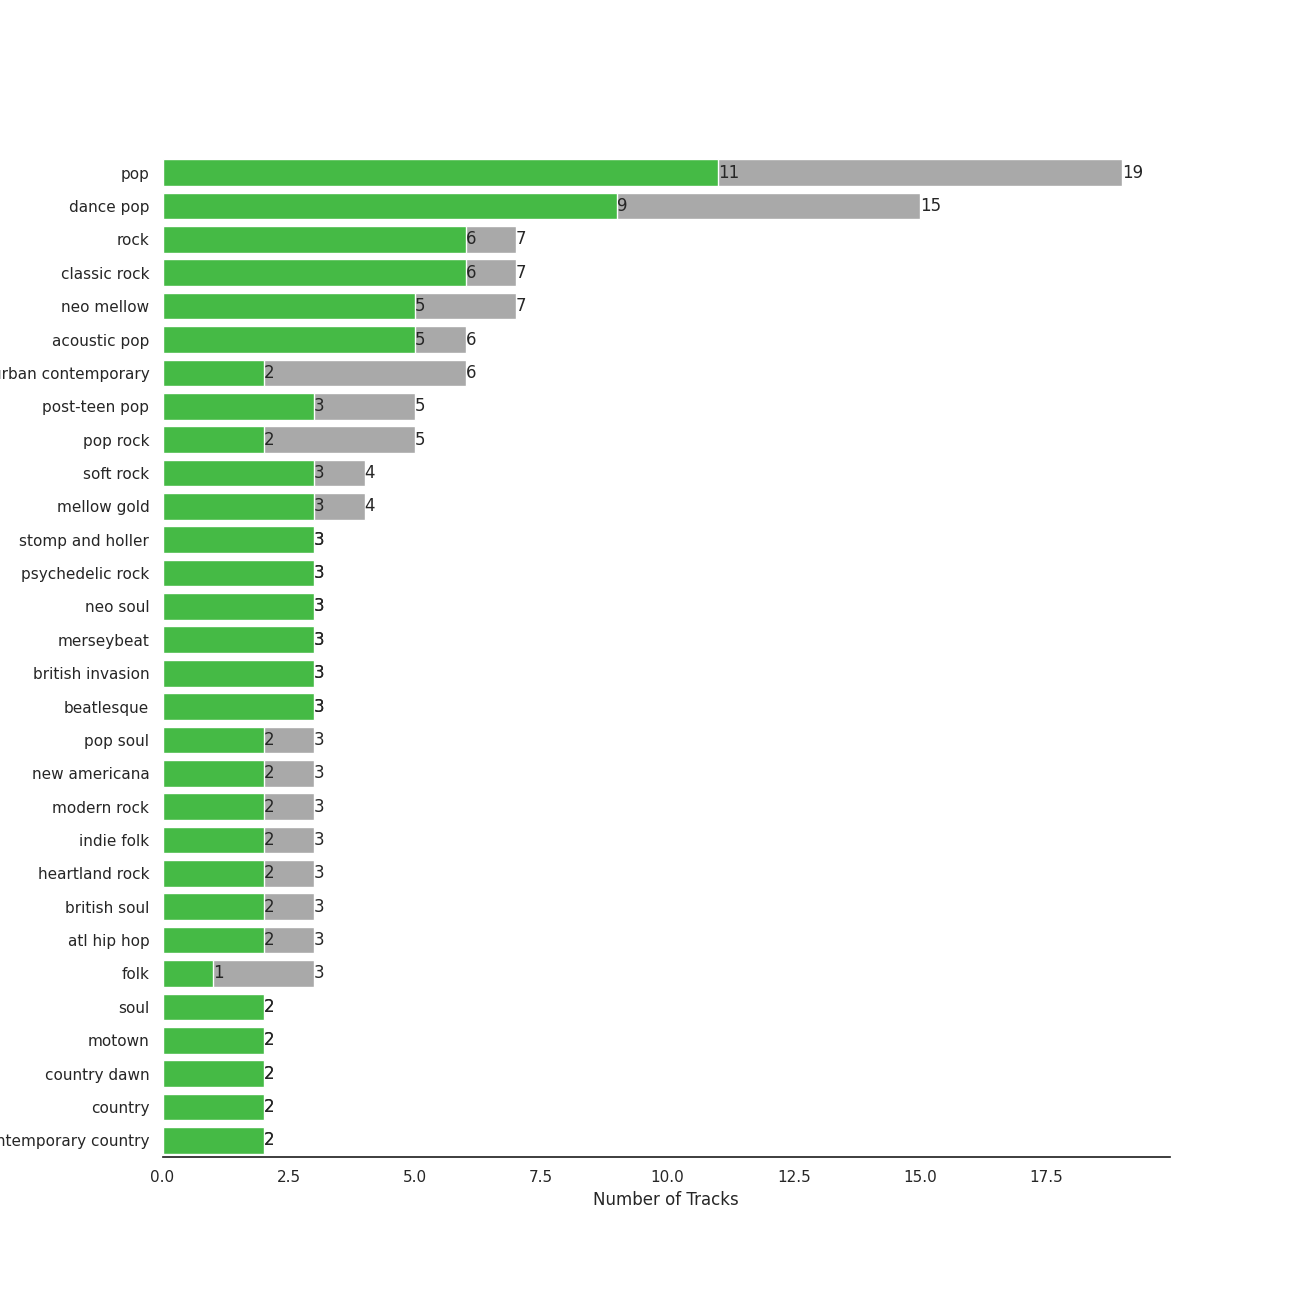 pop 11 19
dance pop 9 15
rock 6 7
classic rock 6 7
neo mellow 5 7
acoustic pop 5 6
rban contemporary 2 6
post-teen pop 3 5
pop rock 2 5
soft rock 3 4
mellow gold 3 4
stomp and holler 3
psychedelic rock 3
neo soul 3
merseybeat 3
british invasion 3
beatlesque 3
pop soul 2 3
new americana 2 3
modern rock 2 3
indie folk 2 3
heartland rock 2 3
british soul 2 3
atl hip hop 2 3
folk 1 3
soul 2
motown 2
country dawn 2
country 2
ntemporary country 2
0.0 2.5 5.0 7.5 10.0 12.5 15.0 17.5
Number of Tracks